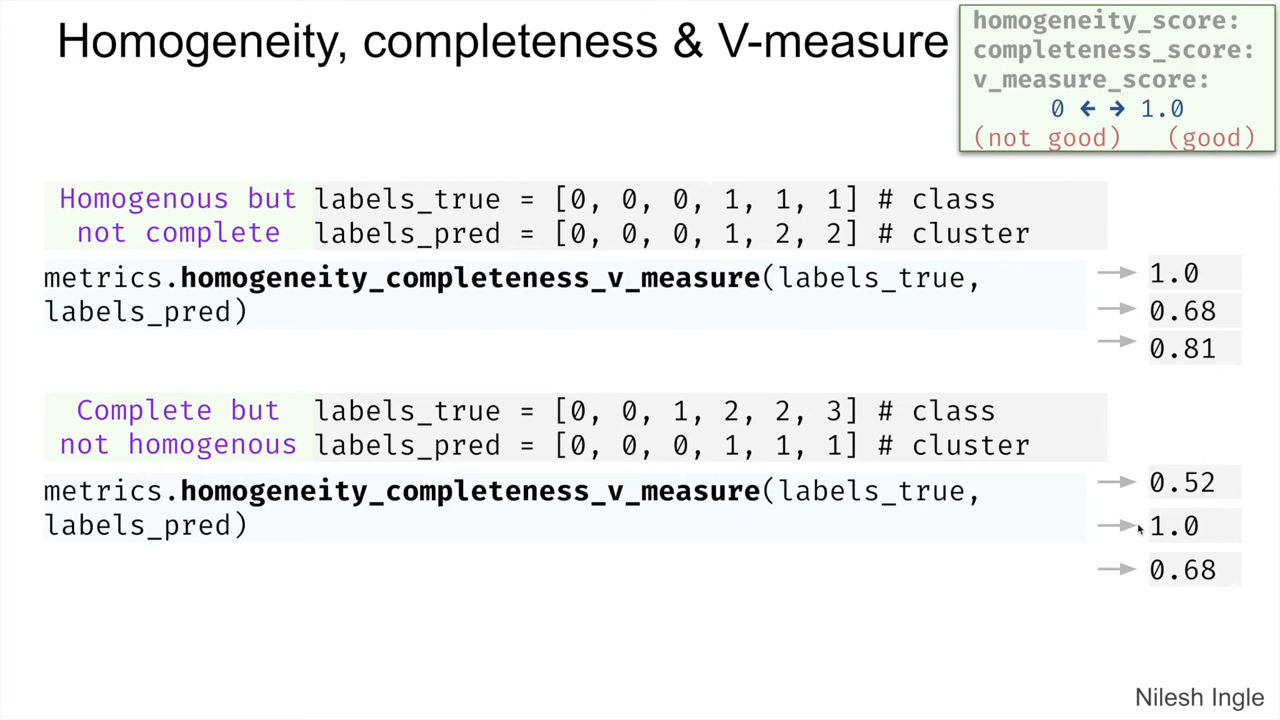 Homogeneity, completeness & V-measure
homogeneity_score:
completeness_score:
v_measure_score:
0 ← → 1.0
(not good) (good)
Homogenous but labels_true = [0, 0, 0, 1, 1, 1] # class
not complete labels_pred = [0, 0, 0, 1, 2, 2] # cluster
metrics.homogeneity_completeness_v_measure(labels_true,
labels_pred)
1.0
0.68
0.81
Complete but labels_true = [0, 0, 1, 2, 2, 3] # class
not homogenous labels_pred = [0, 0, 0, 1, 1, 1] # cluster
metrics.homogeneity_completeness_v_measure(labels_true,
labels_pred)
0.52
1.0
0.68
Nilesh Ingle